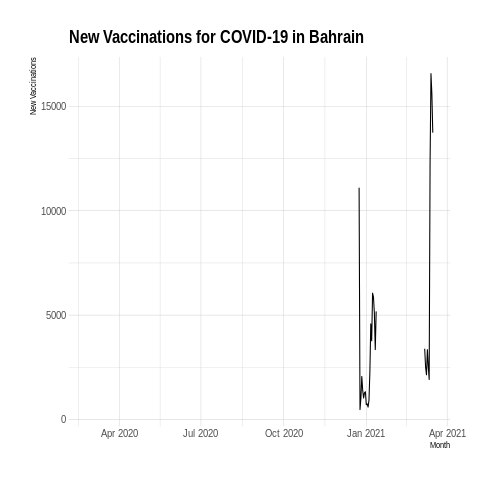 New Vaccinations for COVID-19 in Bahrain
New Vaccinations
15000
10000
5000
0
Apr 2020 Jul 2020 Oct 2020 Jan 2021 Apr 2021
Month